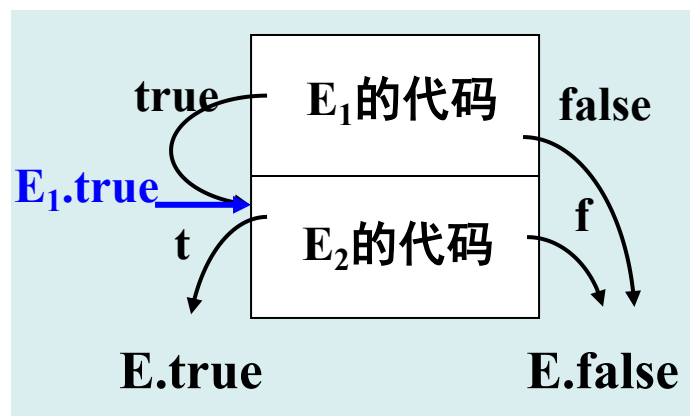 true
E₁的代码
false
E₁.true
t
E₂的代码
f
E.true
E.false